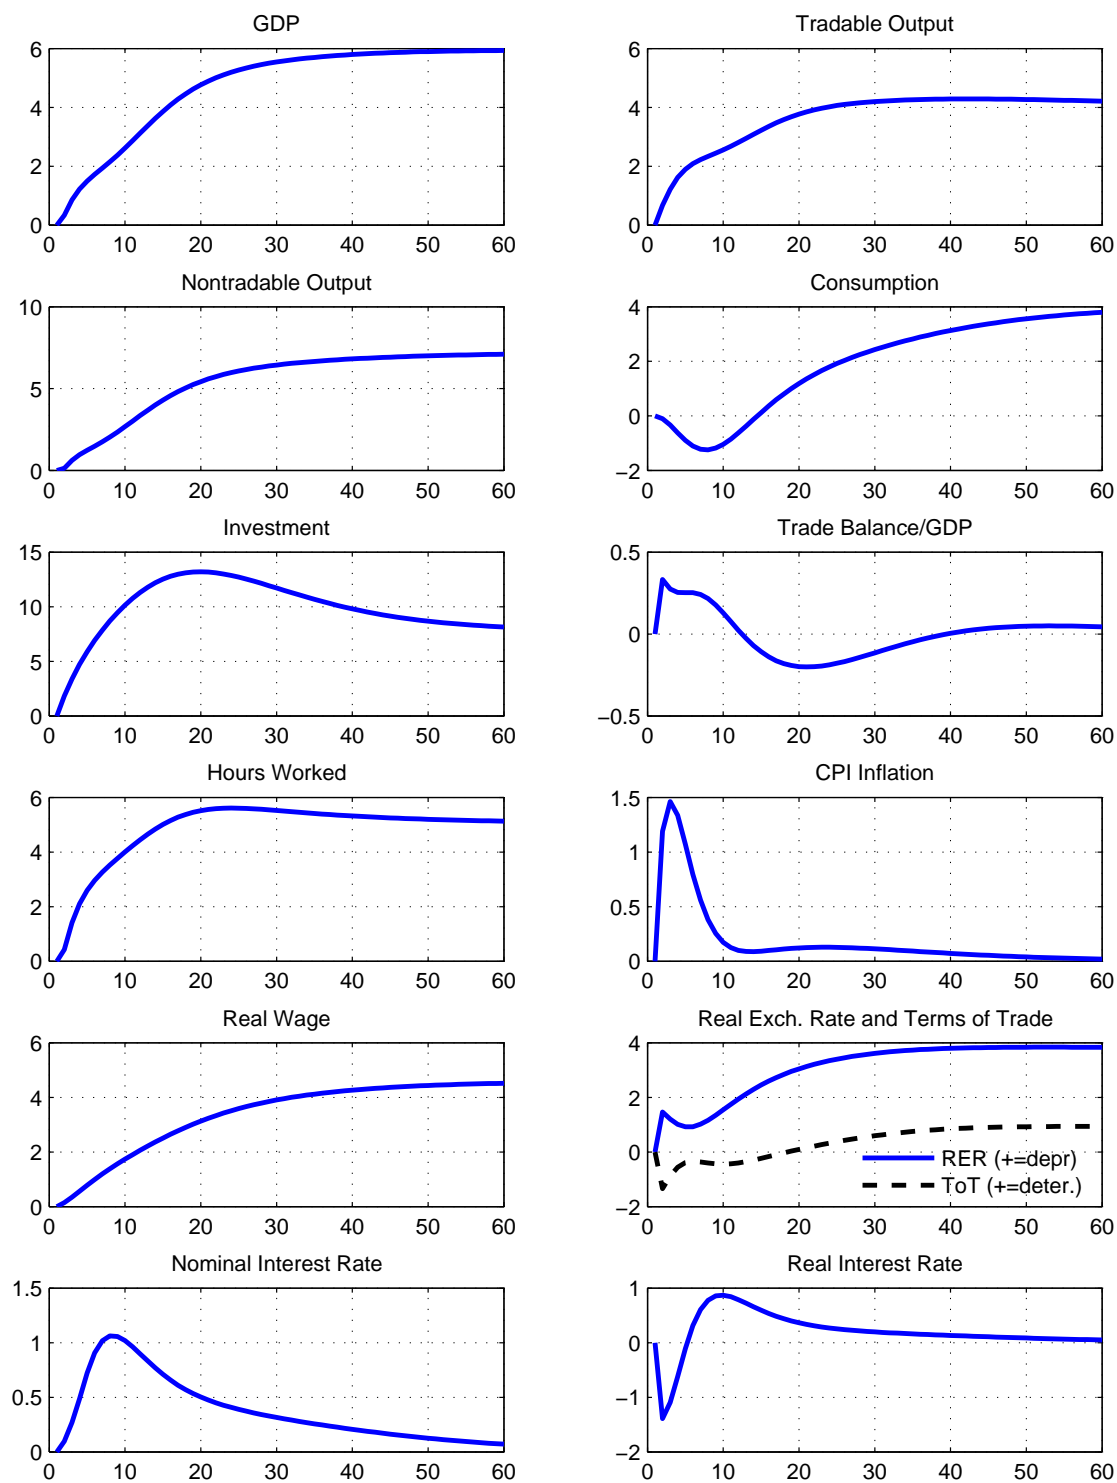 GDP
6
4
2
0
0 10 20 30 40 50 60
Tradable Output
6
4
2
0
0 10 20 30 40 50 60
Nontradable Output
10
5
0
0 10 20 30 40 50 60
Consumption
4
2
0
−2
0 10 20 30 40 50 60
Investment
15
10
5
0
0 10 20 30 40 50 60
Trade Balance/GDP
0.5
0
−0.5
0 10 20 30 40 50 60
Hours Worked
6
4
2
0
0 10 20 30 40 50 60
CPI Inflation
1.5
1
0.5
0
0 10 20 30 40 50 60
Real Wage
6
4
2
0
0 10 20 30 40 50 60
Real Exch. Rate and Terms of Trade
4
2
0
−2
RER (+=depr)
ToT (+=deter.)
0 10 20 30 40 50 60
Nominal Interest Rate
1.5
1
0.5
0
0 10 20 30 40 50 60
Real Interest Rate
1
0
−1
−2
0 10 20 30 40 50 60